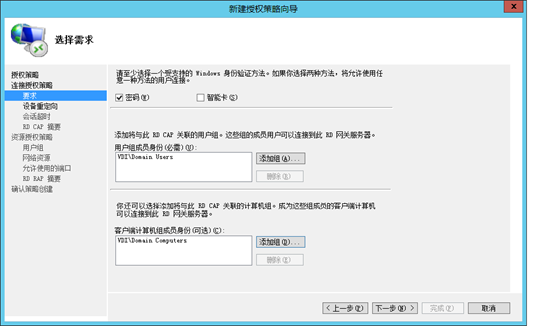 新建授权策略向导
选择需求
授权策略
连接授权策略
要求
设备重定向
会话超时
RD CAP 摘要
资源授权策略
用户组
网络资源
允许使用的端口
RD RAP 摘要
确认策略创建
请至少选择一个受支持的 Windows 身份验证方法。如果你选择两种方法，将允许使用任
意一种方法的用户连接。
密码(W)
智能卡(S)
添加将与此 RD CAP 关联的用户组。这些组的成员用户可以连接到此 RD 网关服务器。
用户组成员身份(必需)(U):
VDI\Domain Users
添加组(A)...
删除(R)
你还可以选择添加将与此 RD CAP 关联的计算机组。成为这些组成员的客户端计算机
可以连接到此 RD 网关服务器。
客户端计算机组成员身份(可选)(C):
VDI\Domain Computers
添加组(D)...
删除(E)
< 上一步(P)
下一步(N) >
完成(F)
取消